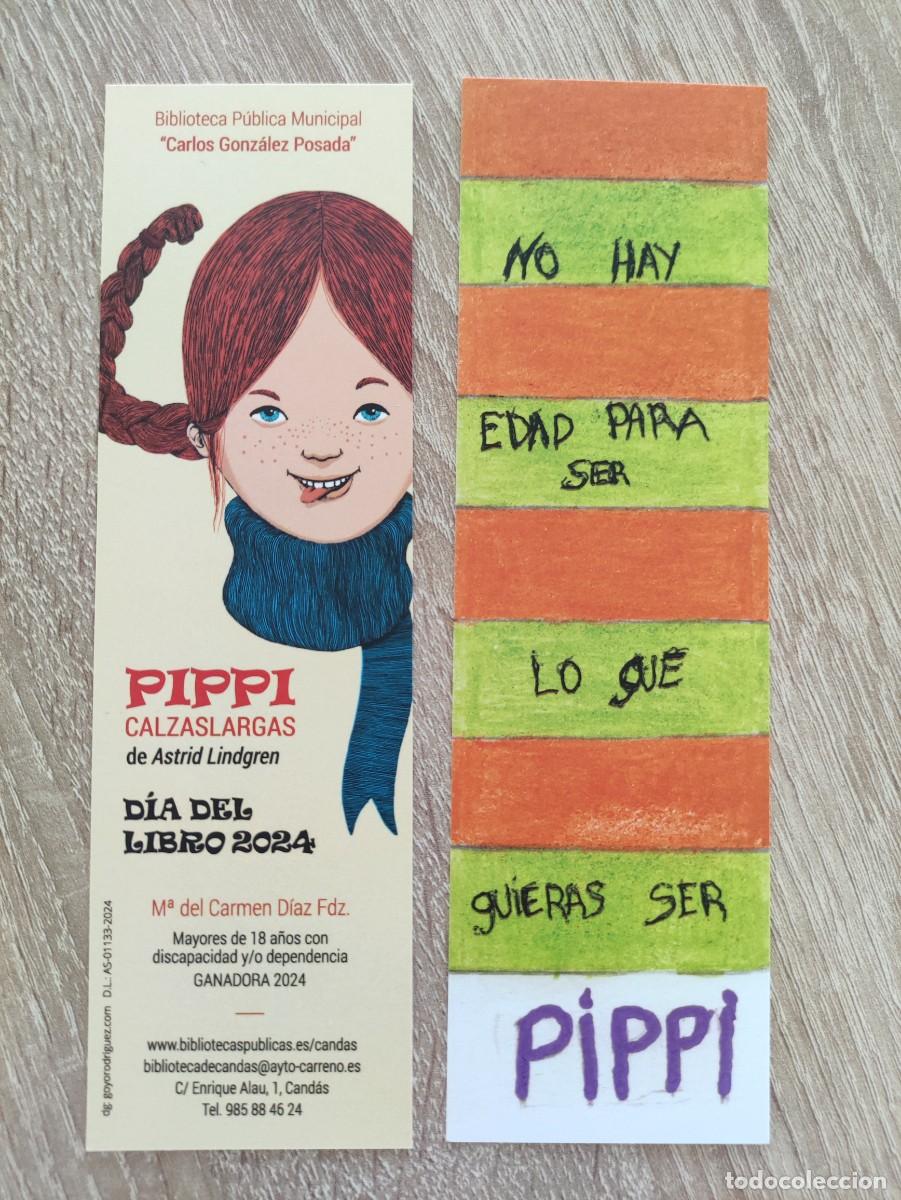 Biblioteca Pública Municipal
“Carlos González Posada”
PIPPI
CALZASLARGAS
de Astrid Lindgren
DÍA DEL
LIBRO 2024
Mª del Carmen Díaz Fdz.
Mayores de 18 años con
discapacidad y/o dependencia
GANADORA 2024
www.bibliotecaspublicas.es/candas
bibliotecadecandas@ayto-carreno.es
C/ Enrique Alau, 1, Candás
Tel. 985 88 46 24
dg: goyorodriguez.com D.L.: AS-01133-2024
NO HAY
EDAD PARA
SER
LO QUE
QUIERAS SER
PiPPi
todocoleccion